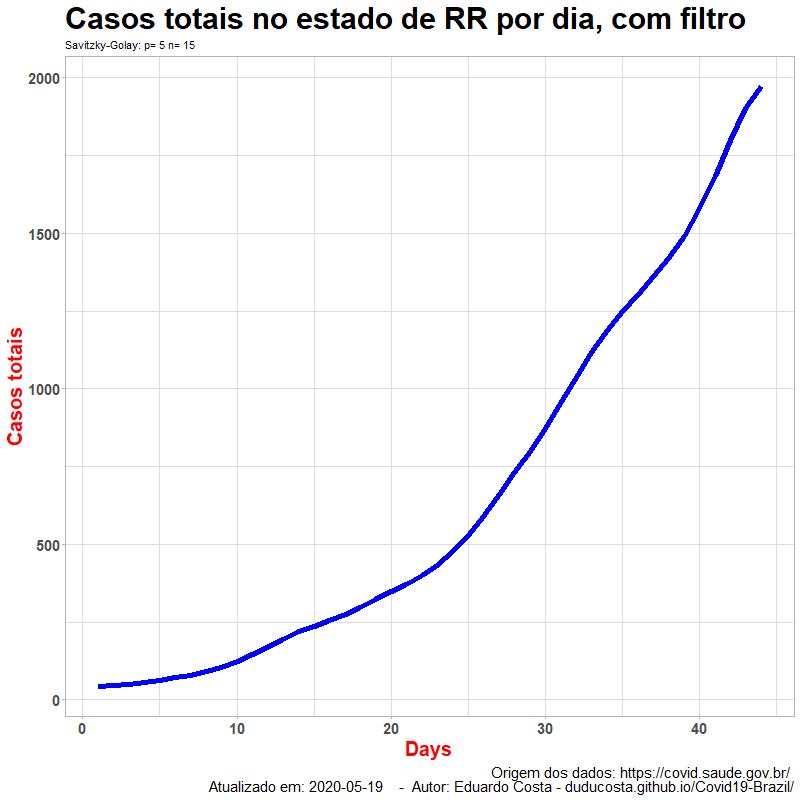 Casos totais no estado de RR por dia, com filtro
Savitzky-Golay: p= 5 n= 15
2000
1500
1000
500
0
Casos totais
0 10 20 30 40
Days
Origem dos dados: https://covid.saude.gov.br/
Atualizado em: 2020-05-19 - Autor: Eduardo Costa - duducosta.github.io/Covid19-Brazil/